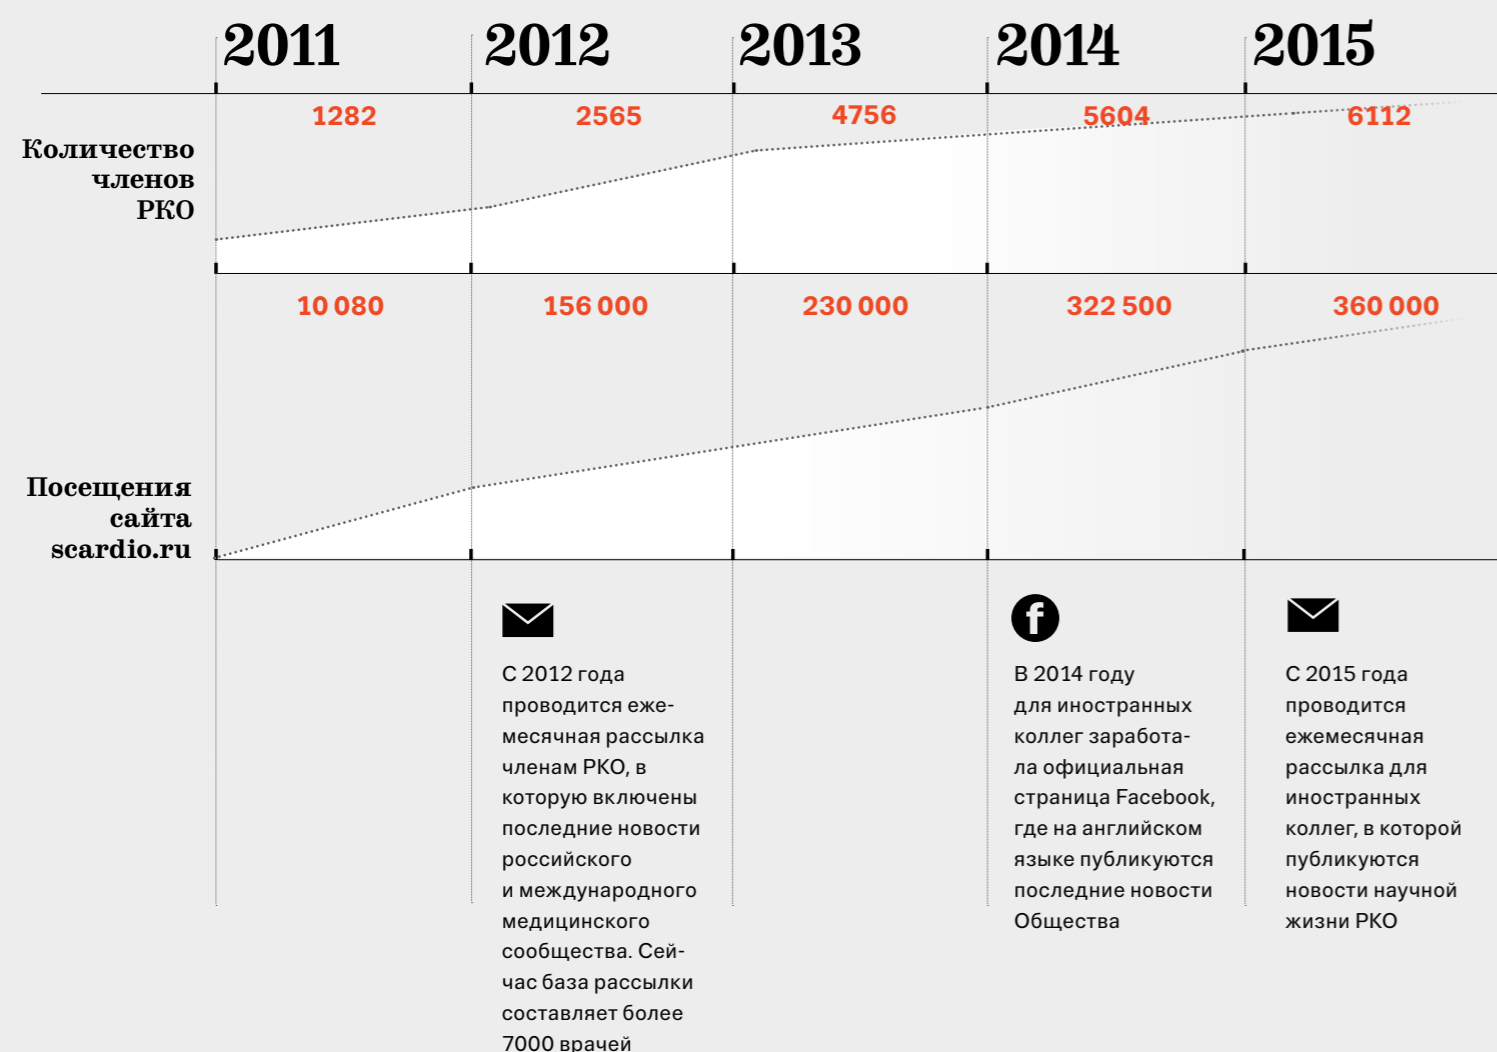 2011 2012 2013 2014 2015
1282 2565 4756 5604 6112
Количество
членов
РКО
10 080 156 000 230 000 322 500 360 000
Посещения
сайта
scardio.ru
С 2012 года
проводится еже-
месячная рассылка
членам РКО, в
которую включены
последние новости
российского
и международного
медицинского
сообщества. Сей-
час база рассылки
составляет более
7000 врачей
f
В 2014 году
для иностранных
коллег заработа-
ла официальная
страница Facebook,
где на английском
языке публикуются
последние новости
Общества
С 2015 года
проводится
ежемесячная
рассылка для
иностранных
коллег, в которой
публикуются
новости научной
жизни РКО